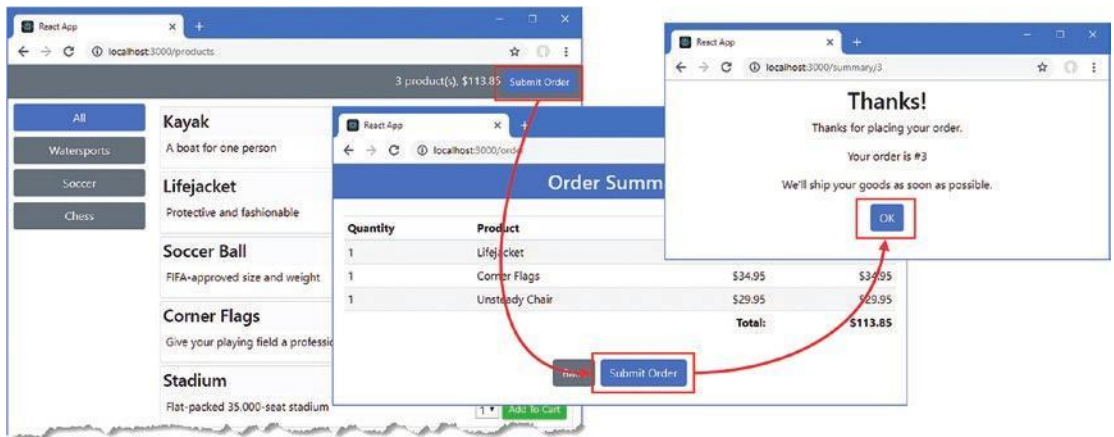 React App
localhost:3000/products
3 product(s), $113.85 Submit Order
All
Watersports
Soccer
Chess
Kayak
A boat for one person
Lifejacket
Protective and fashionable
Soccer Ball
FIFA-approved size and weight
Corner Flags
Give your playing field a
Stadium
Flat-packed 35,000-seat stadium
1 Add To Cart
React App
localhost:3000/order
Order
Quantity Product
1 Lifejacket
1 Corner Flags $34.95 $34.95
1 Unsteady Chair $29.95 $29.95
Total: $113.85
Submit Order
React App
localhost:3000/summary/3
Thanks!
Thanks for placing your order.
Your order is #3
We'll ship your goods as soon as possible.
OK